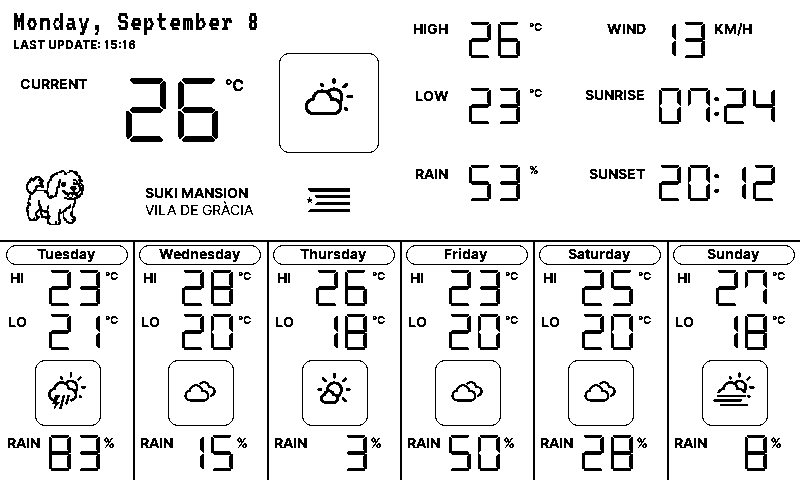 Monday, September 8
LAST UPDATE: 15:16
CURRENT 26 °C
SUKI MANSION
VILA DE GRÀCIA
HIGH 26 °C
LOW 23 °C
RAIN 53 %
WIND 13 KM/H
SUNRISE 07:24
SUNSET 20:12
Tuesday
HI 23 °C
LO 21 °C
RAIN 83 %
Wednesday
HI 28 °C
LO 20 °C
RAIN 15 %
Thursday
HI 26 °C
LO 18 °C
RAIN 3 %
Friday
HI 23 °C
LO 20 °C
RAIN 50 %
Saturday
HI 25 °C
LO 20 °C
RAIN 28 %
Sunday
HI 27 °C
LO 18 °C
RAIN 8 %